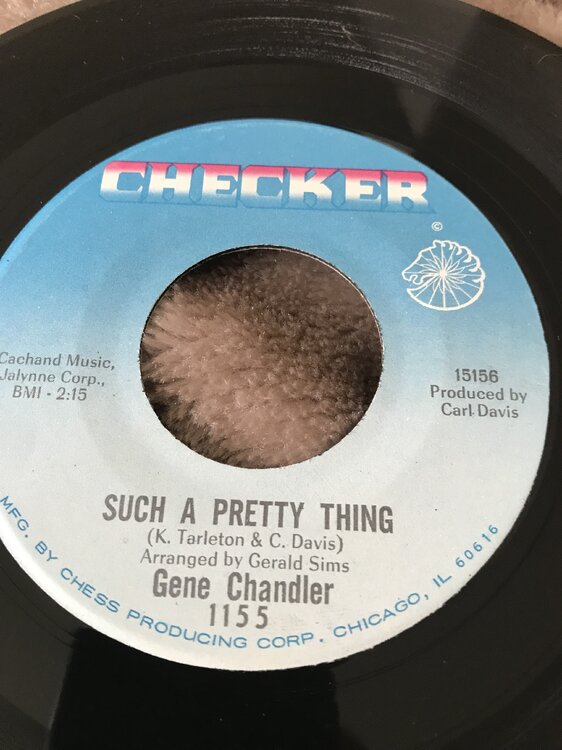 CHECKER
©
Cachand Music,
Jalynne Corp.,
BMI - 2:15
15156
Produced by
Carl Davis
SUCH A PRETTY THING
(K. Tarleton & C. Davis)
Arranged by Gerald Sims
Gene Chandler
1155
MFG. BY CHESS PRODUCING CORP. CHICAGO, IL 60616